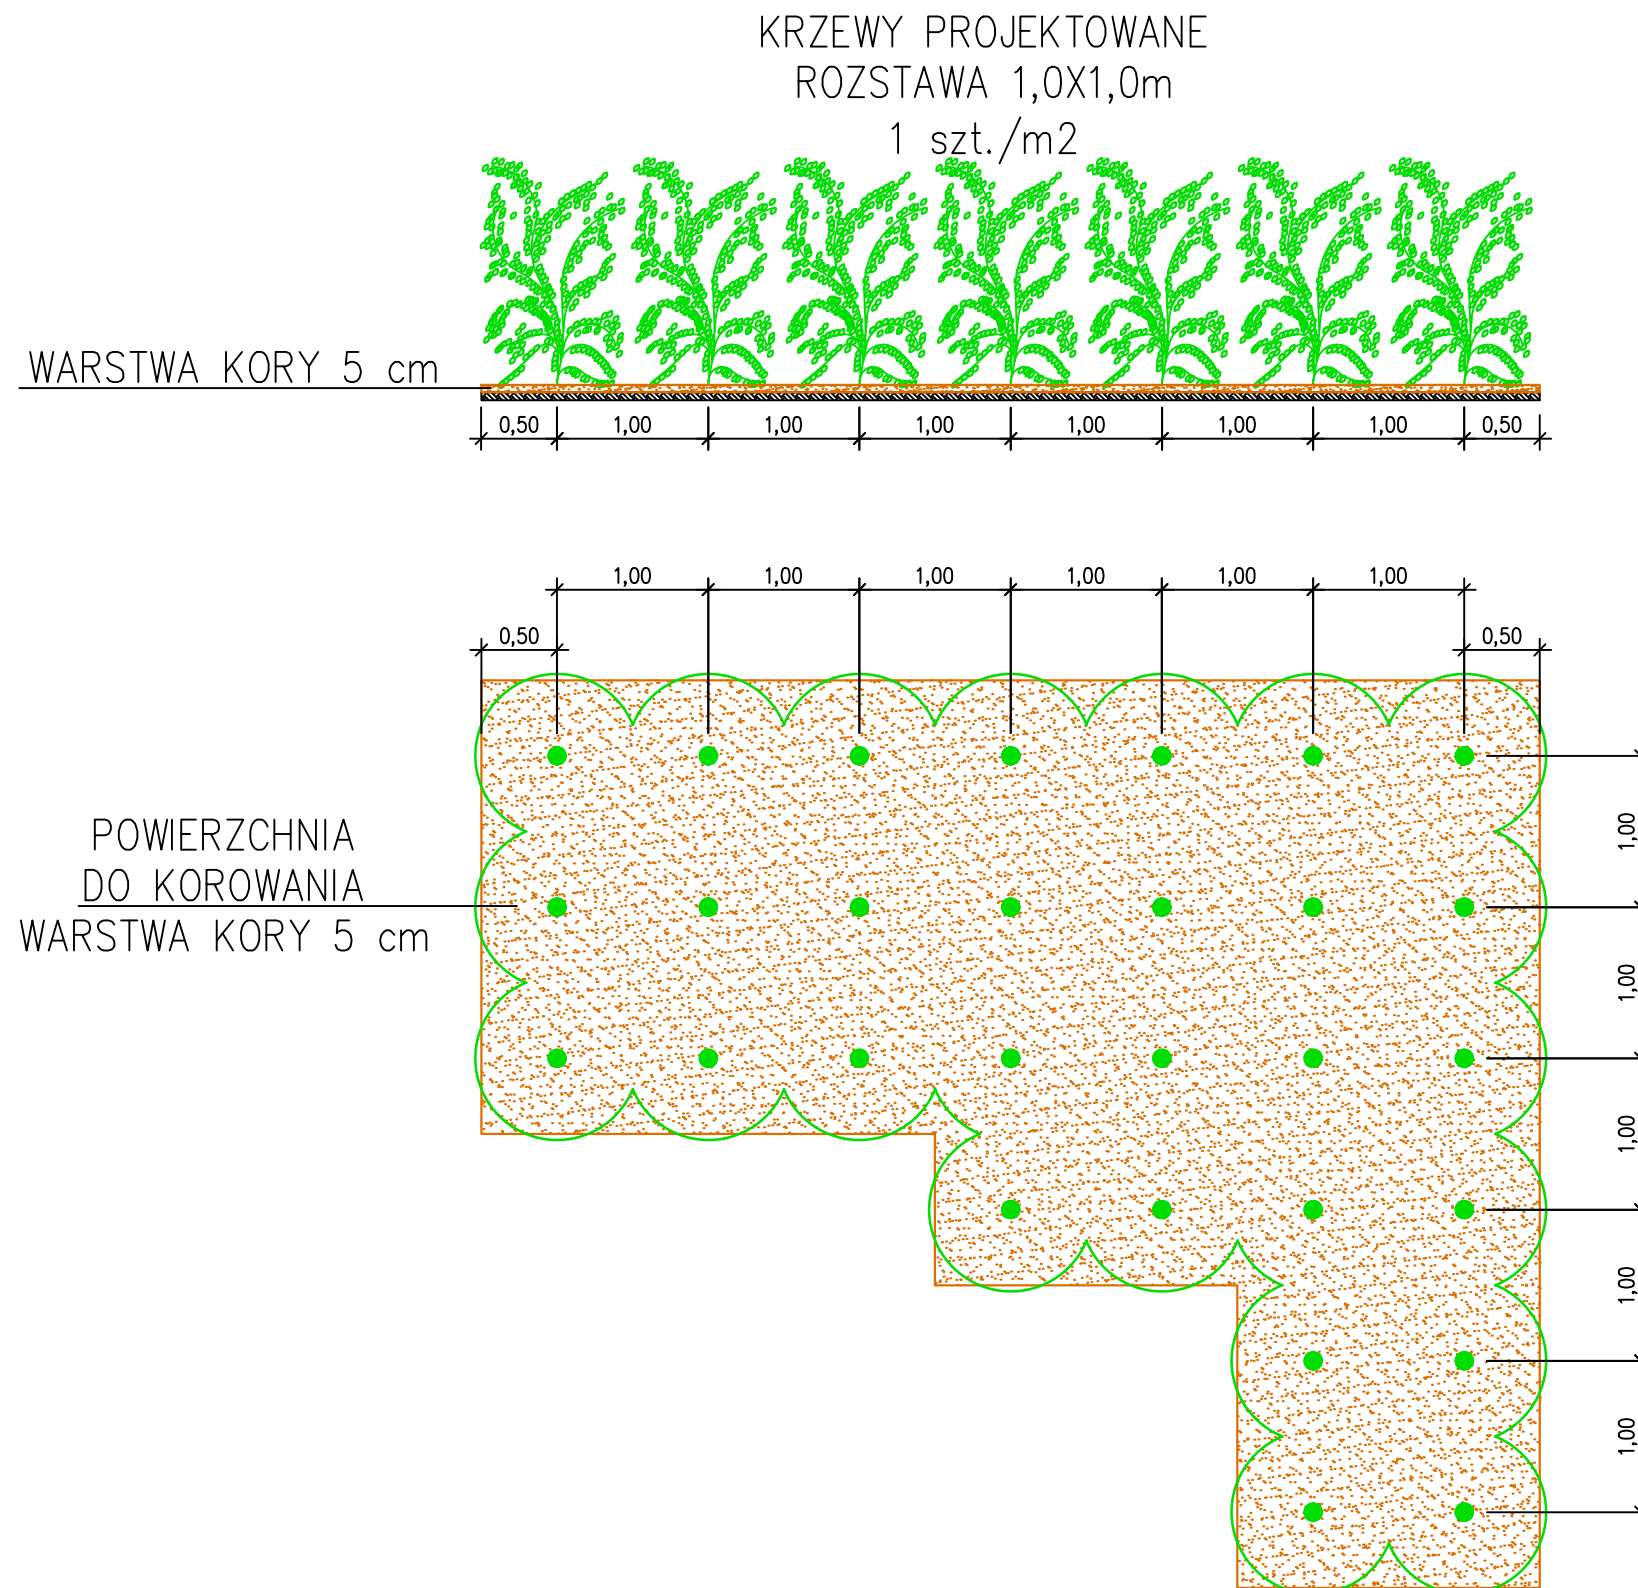 KRZEWY PROJEKTOWANE
ROZSTAWA 1,0X1,0m
1 szt./m2
WARSTWA KORY 5 cm
0,50 1,00 1,00 1,00 1,00 1,00 1,00 0,50
1,00 1,00 1,00 1,00 1,00 1,00
0,50 0,50
POWIERZCHNIA
DO KOROWANIA
WARSTWA KORY 5 cm
1,00
1,00
1,00
1,00
1,00